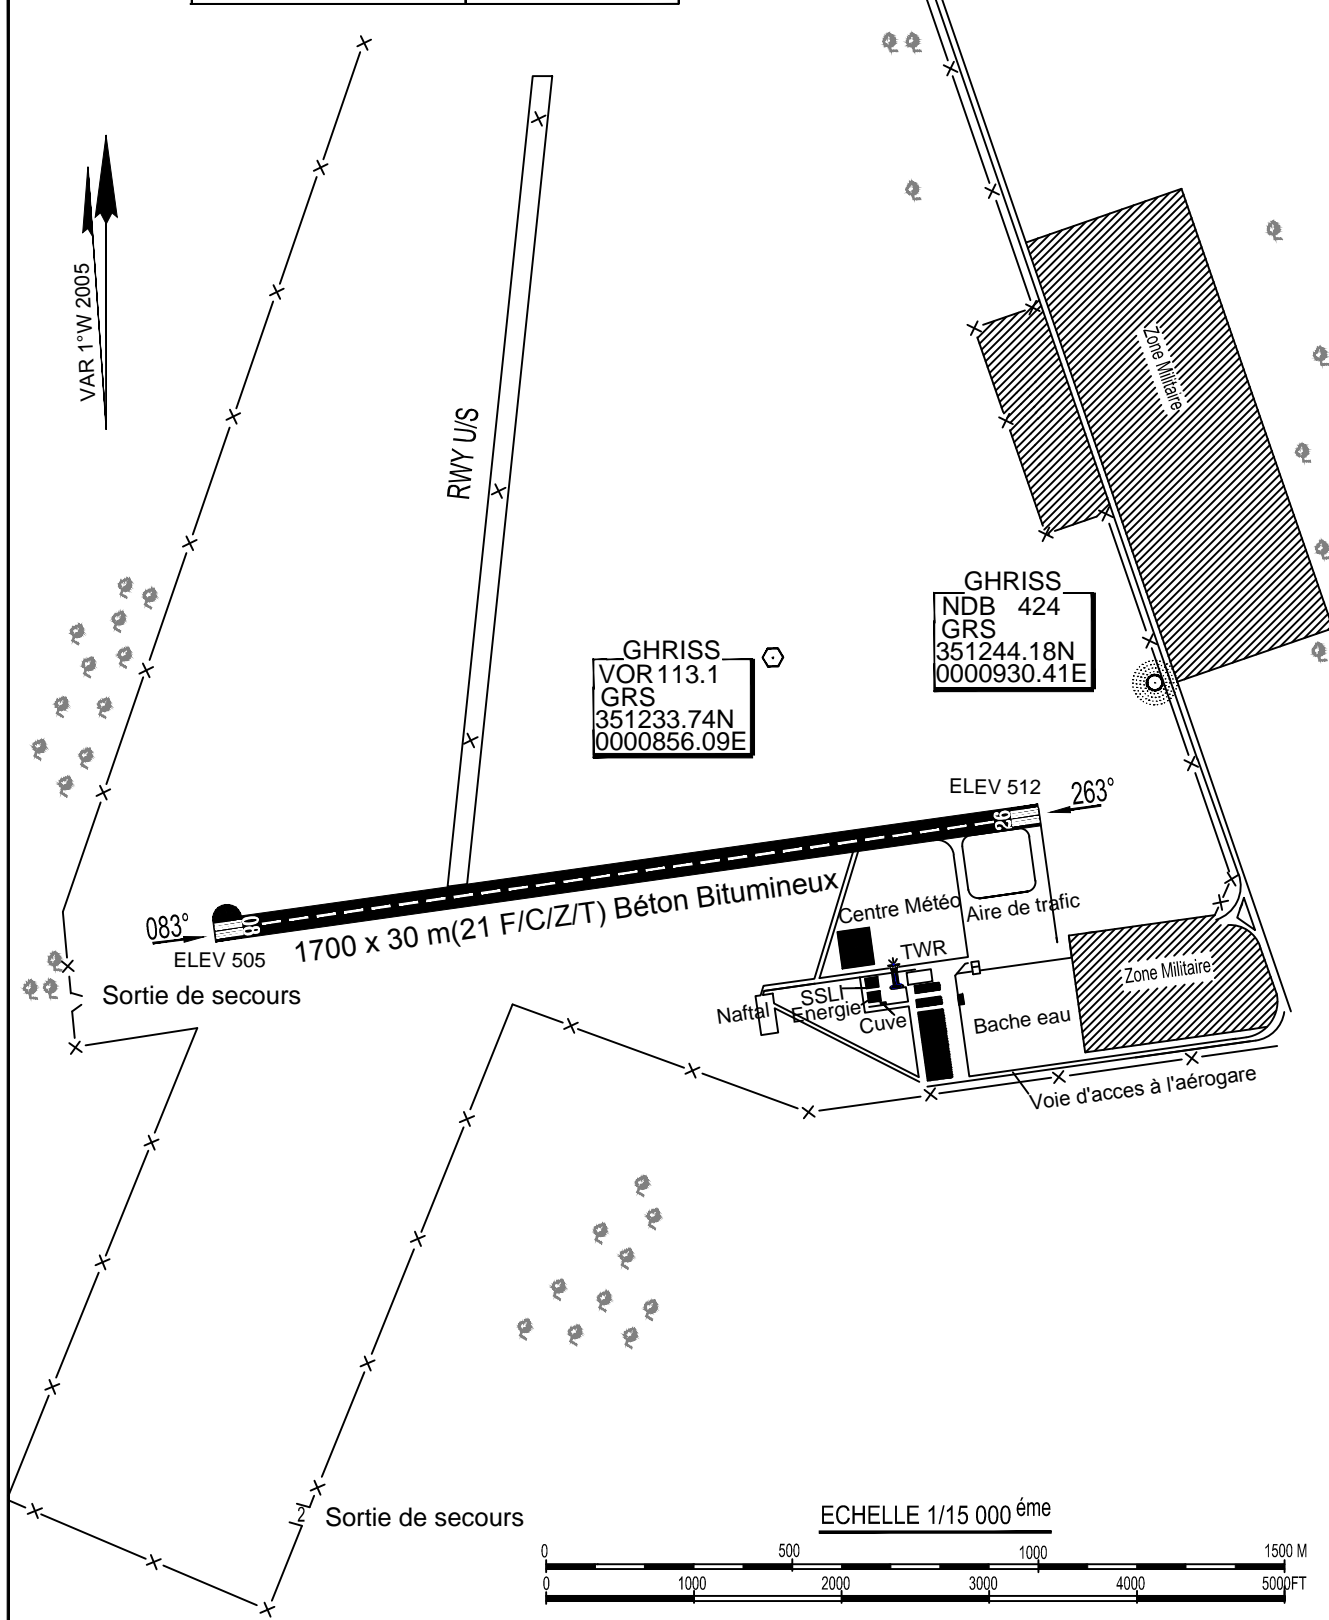 VAR 1°W 2005
RWY U/S
Zone Militaire
GHRISS
NDB 424
GRS
351244.18N
0000930.41E
GHRISS
VOR 113.1
GRS
351233.74N
0000856.09E
ELEV 512
263°
26
083°
08
ELEV 505
1700 x 30 m(21 F/C/Z/T) Béton Bitumineux
Centre Météo
Aire de trafic
TWR
Zone Militaire
Sortie de secours
Naftal
SSLI
Energie
Cuve
Bache eau
Voie d'acces à l'aérogare
2
Sortie de secours
ECHELLE 1/15 000 éme
0 500 1000 1500 M
0 1000 2000 3000 4000 5000FT